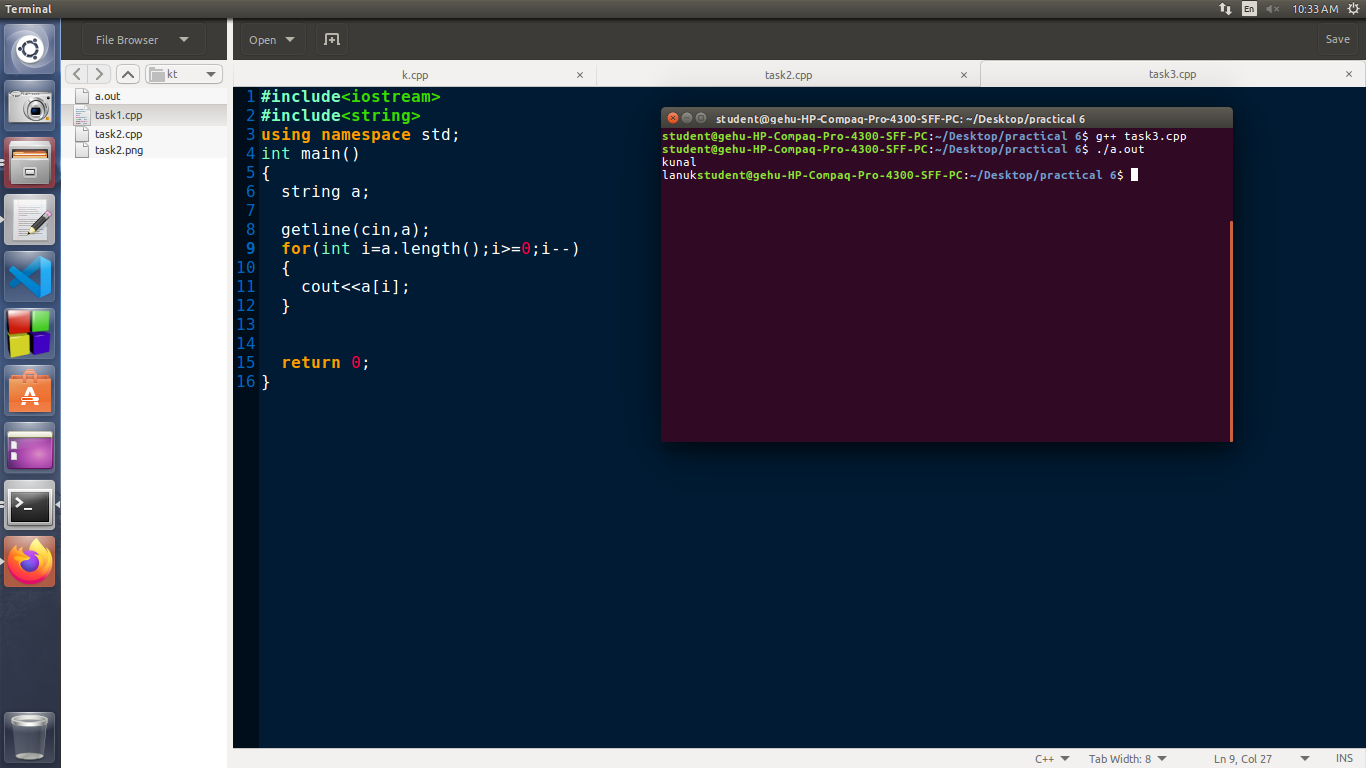 Terminal
En
10:33 AM
File Browser
Open
Save
kt
a.out
task1.cpp
task2.cpp
task2.png
k.cpp
task2.cpp
task3.cpp
1 #include<iostream>
2 #include<string>
3 using namespace std;
4 int main()
5 {
6   string a;
7
8   getline(cin,a);
9   for(int i=a.length();i>=0;i--)
10   {
11     cout<<a[i];
12   }
13
14
15   return 0;
16 }
student@gehu-HP-Compaq-Pro-4300-SFF-PC: ~/Desktop/practical 6
student@gehu-HP-Compaq-Pro-4300-SFF-PC:~/Desktop/practical 6$ g++ task3.cpp
student@gehu-HP-Compaq-Pro-4300-SFF-PC:~/Desktop/practical 6$ ./a.out
kunal
lanukstudent@gehu-HP-Compaq-Pro-4300-SFF-PC:~/Desktop/practical 6$
C++
Tab Width: 8
Ln 9, Col 27
INS